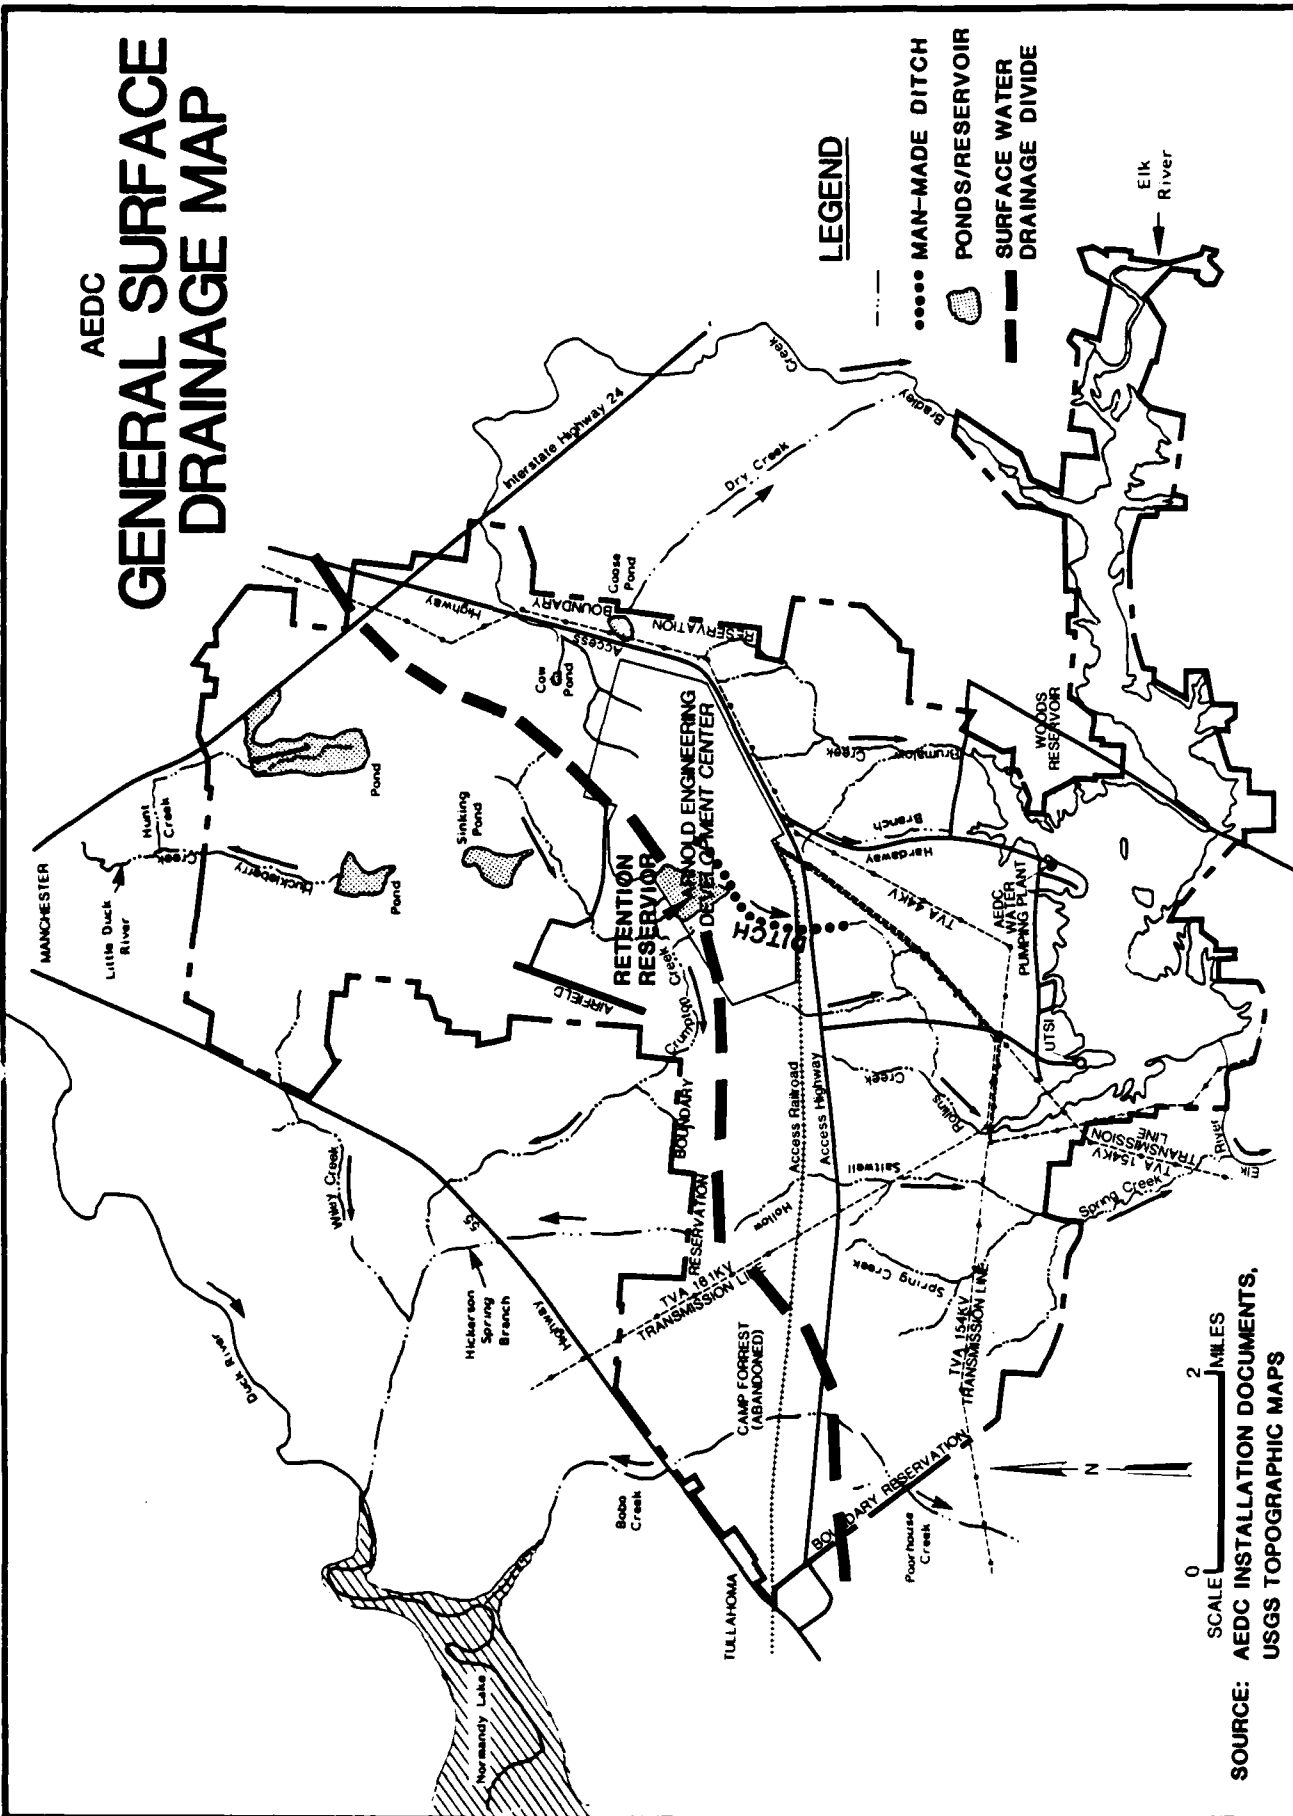 AEDC
GENERAL SURFACE
DRAINAGE MAP
LEGEND
MAN-MADE DITCH
PONDS/RESERVOIR
SURFACE WATER
DRAINAGE DIVIDE
MANCHESTER
Little Duck
River
Hunt
Creek
Huckleberry
Creek
Pond
Pond
Sinking
Pond
Interstate Highway 24
Access
Highway
RESERVATION
BOUNDARY
Cow
Pond
Goose
Pond
Dry Creek
Bradley
Creek
Elk
River
Duck River
Wiley Creek
Highway
55
Hickerson
Spring
Branch
Normandy Lake
Bobo
Creek
TULLAHOMA
AIRFIELD
RETENTION
RESERVIOR
ARNOLD ENGINEERING
DEVELOPMENT CENTER
DITCH
Crumpton
Creek
RESERVATION
BOUNDARY
TVA 161KV
TRANSMISSION LINE
CAMP FORREST
(ABANDONED)
Access Railroad
Access Highway
Hollow
Saltwell
Rollins
Creek
Spring Creek
TVA 154KV
TRANSMISSION LINE
BOUNDARY RESERVATION
Poorhouse
Creek
Brumalow
Creek
Hardaway
Branch
TVA 44KV
AEDC
WATER
PUMPING PLANT
WOODS
RESERVOIR
UTSI
TVA 154KV
TRANSMISSION
LINE
Spring Creek
Elk
River
N
SCALE
0
2
MILES
SOURCE: AEDC INSTALLATION DOCUMENTS,
USGS TOPOGRAPHIC MAPS